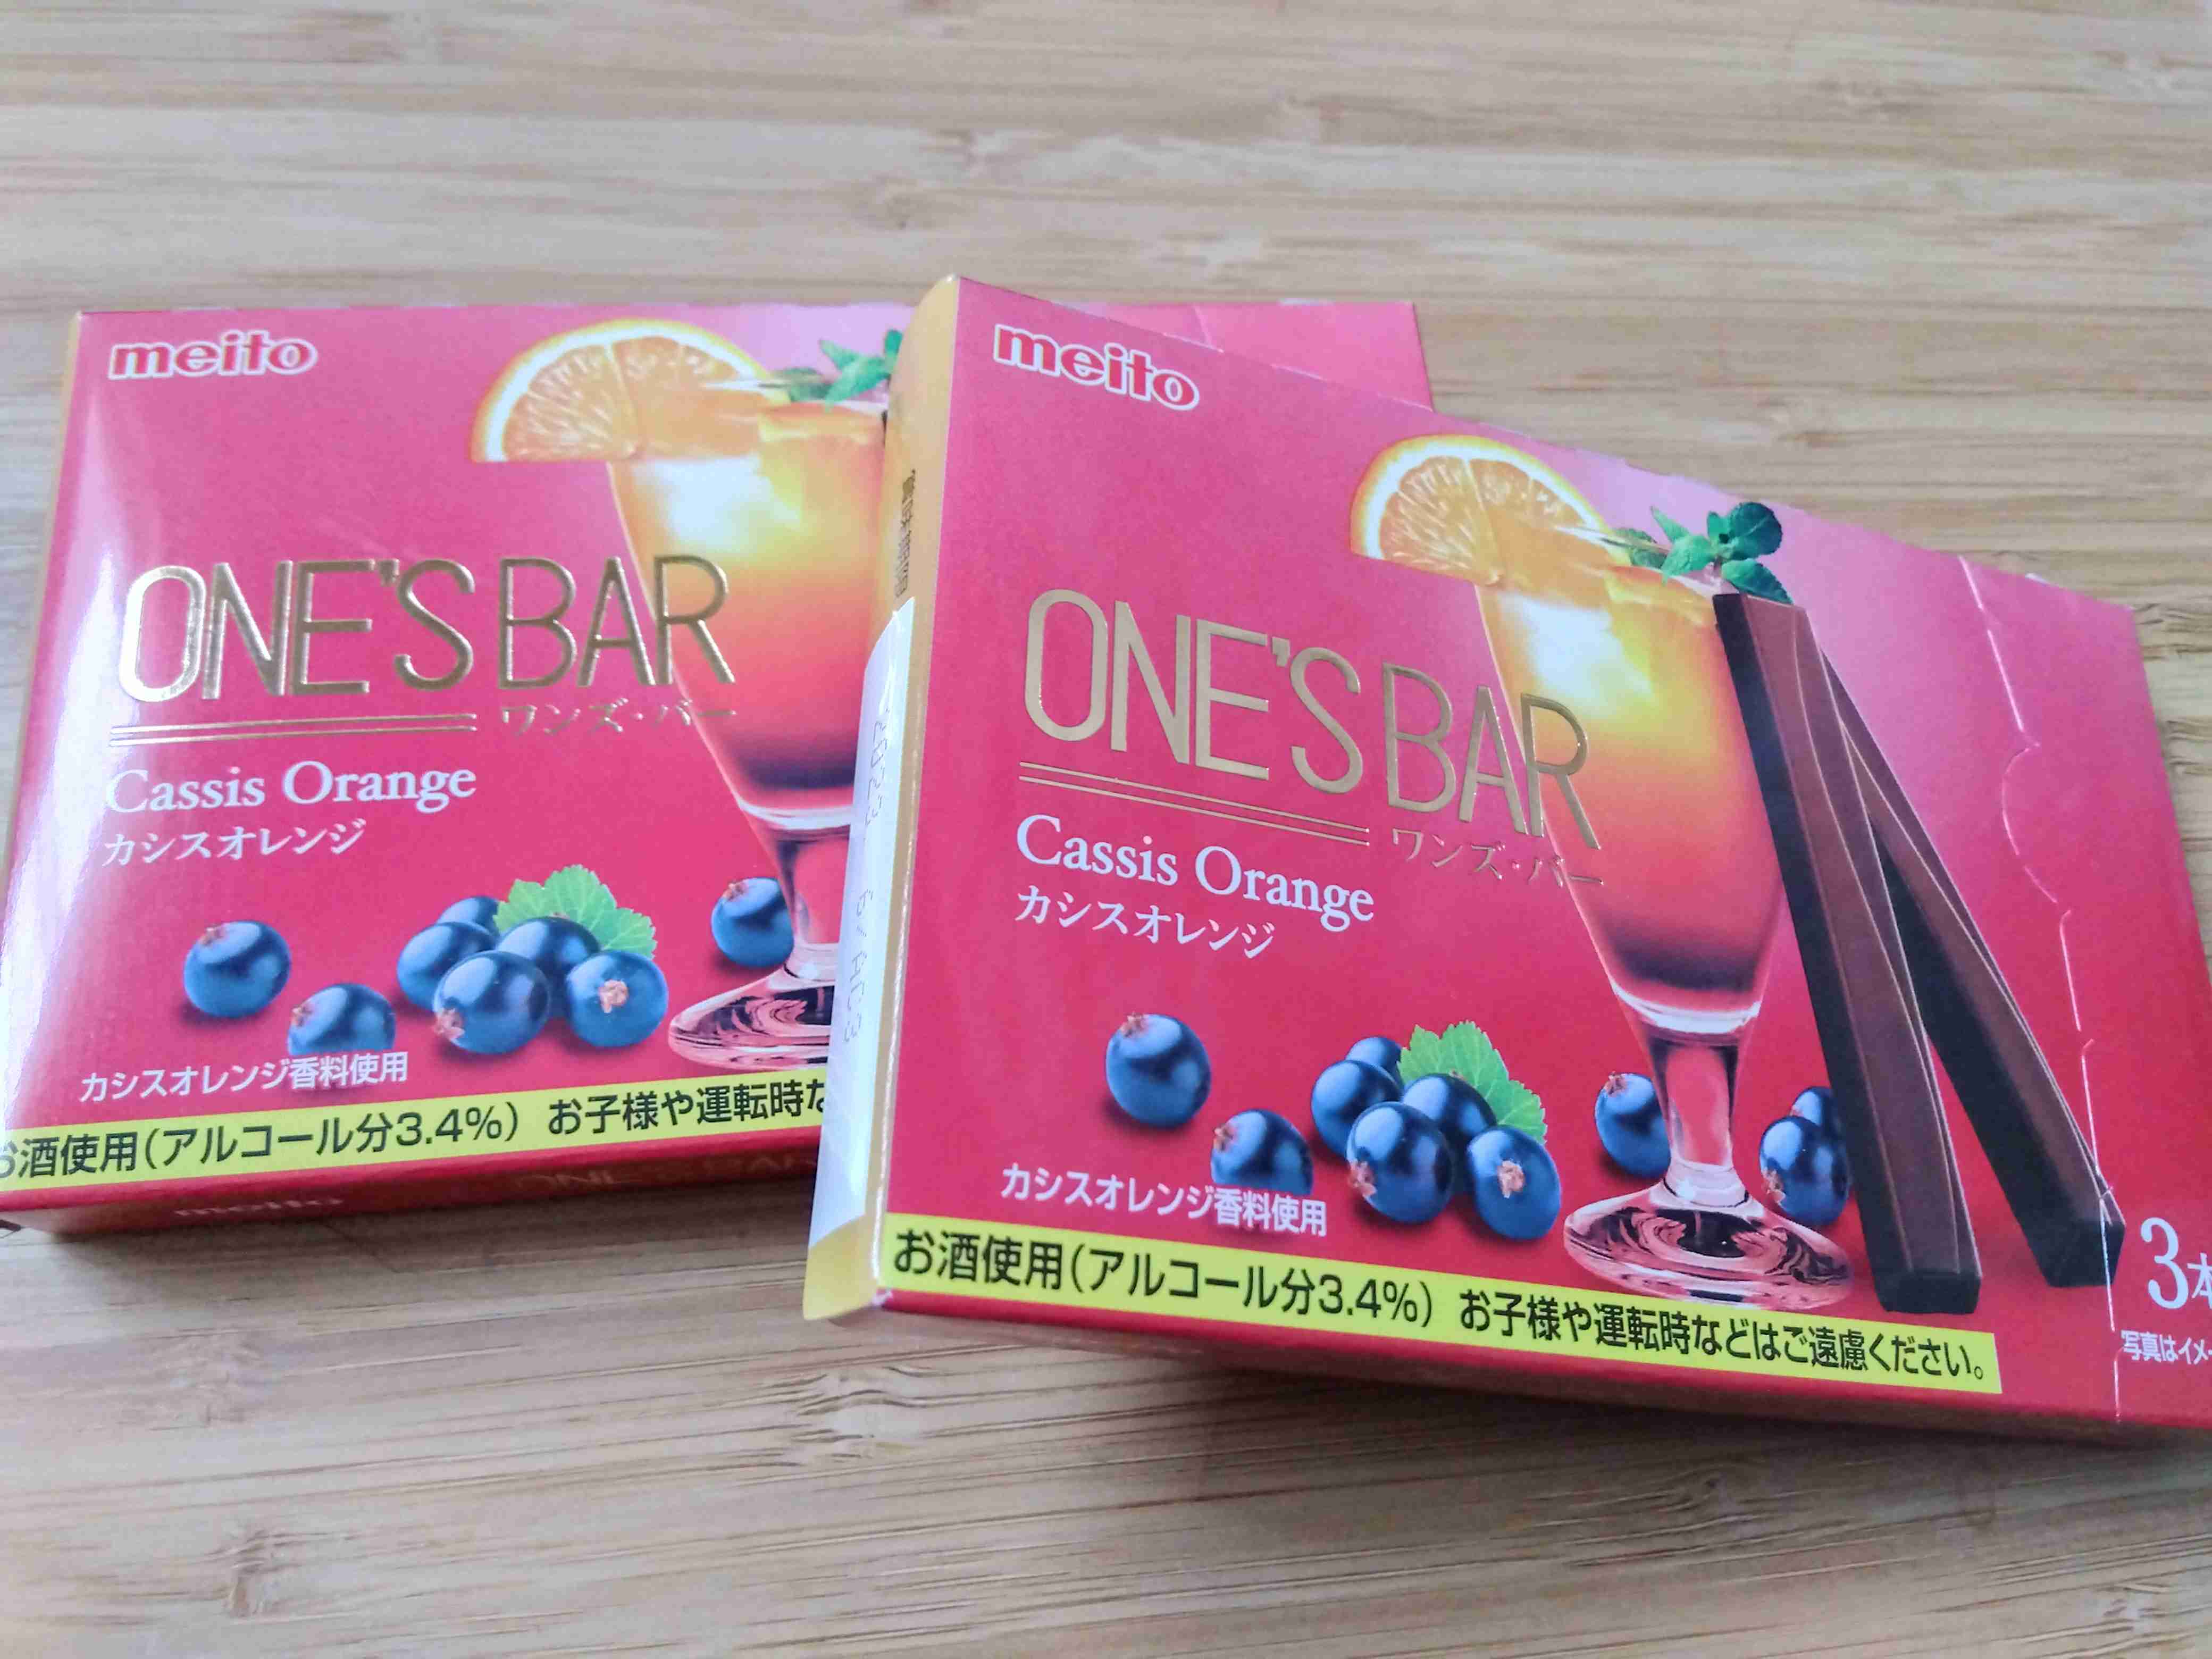 meito
ONE'S BAR
ワンズ・バー
Cassis Orange
カシスオレンジ
カシスオレンジ香料使用
お酒使用（アルコール分3.4%） お子様や運転時な
meito
meito
ONE'S BAR
ワンズ・バー
Cassis Orange
カシスオレンジ
カシスオレンジ香料使用
お酒使用（アルコール分3.4%） お子様や運転時などはご遠慮ください。
3本
写真はイメー